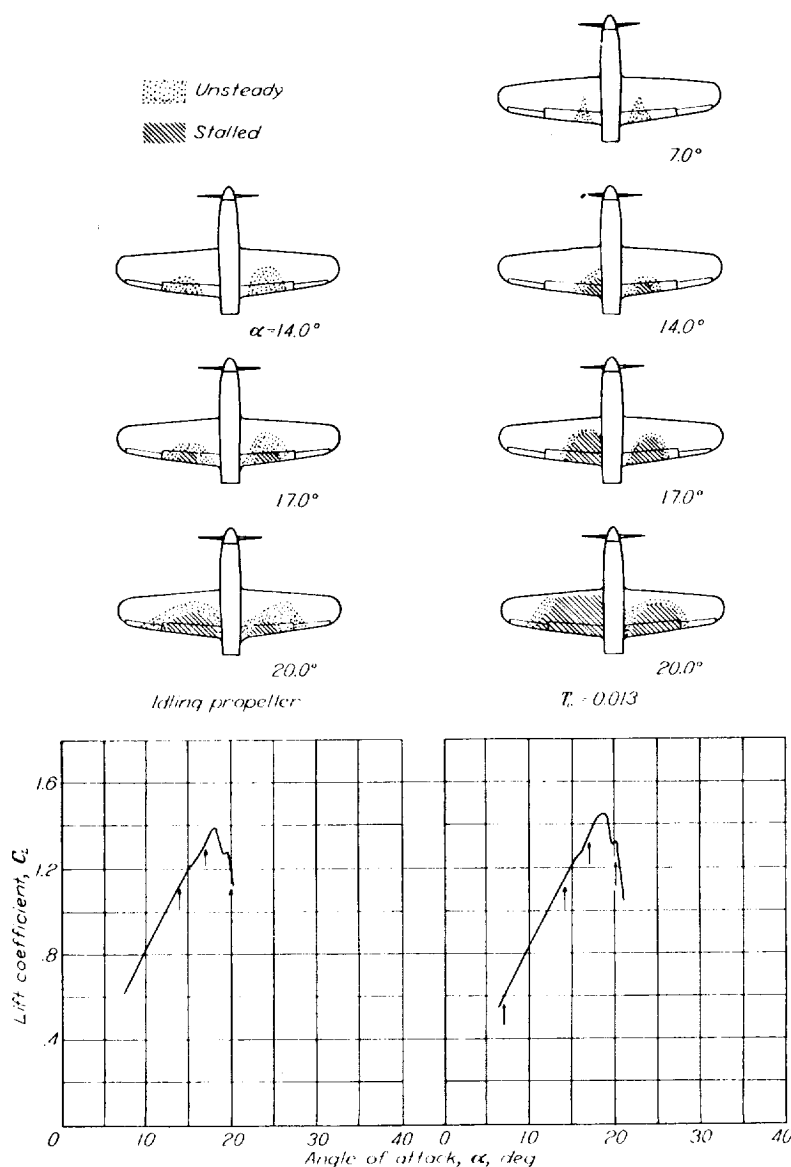 Unsteady
Stalled
7.0°
α=14.0°
14.0°
17.0°
17.0°
20.0°
20.0°
Idling propeller
Tc = 0.013
Lift coefficient, CL
1.6
1.2
.8
.4
0
10
20
30
40
0
10
20
30
40
Angle of attack, α, deg